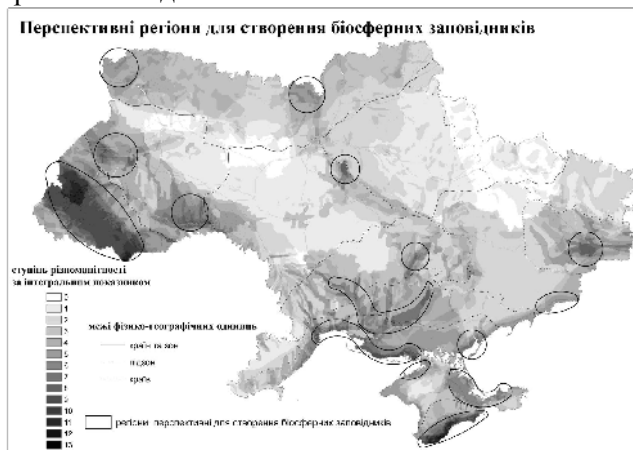 Перспективні регіони для створення біосферних заповідників
ступінь різноманітності
за інтегральним показником
0
1
2
3
4
5
6
7
8
9
10
11
12
13
межі фізико-географічних одиниць
країн та зон
підзон
країв
регіони перспективні для створення біосферних заповідників